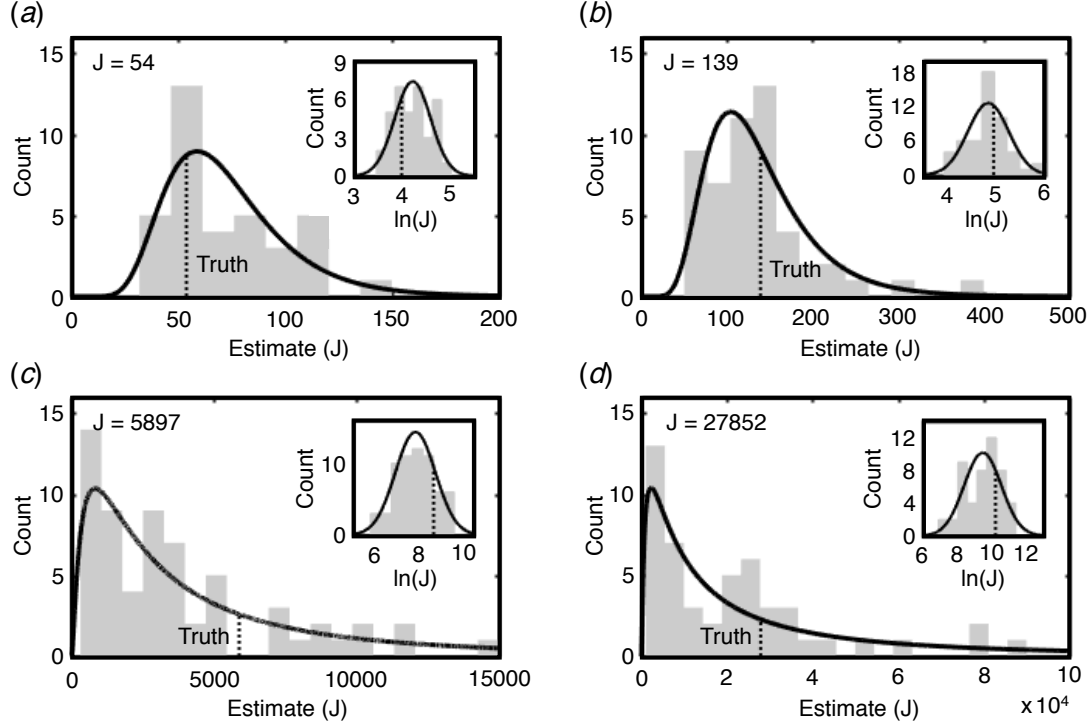 (a)
J = 54
Count
15
10
5
0
0 50 100 150 200
Estimate (J)
Truth
Count
9
6
3
0
3 4 5
ln(J)
(b)
J = 139
Count
15
10
5
0
0 100 200 300 400 500
Estimate (J)
Truth
Count
18
12
6
0
4 5 6
ln(J)
(c)
J = 5897
Count
15
10
5
0
0 5000 10000 15000
Estimate (J)
Truth
Count
10
0
6 8 10
ln(J)
(d)
J = 27852
Count
15
10
5
0
0 2 4 6 8 10
x 10⁴
Estimate (J)
Truth
Count
12
8
4
0
6 8 10 12
ln(J)